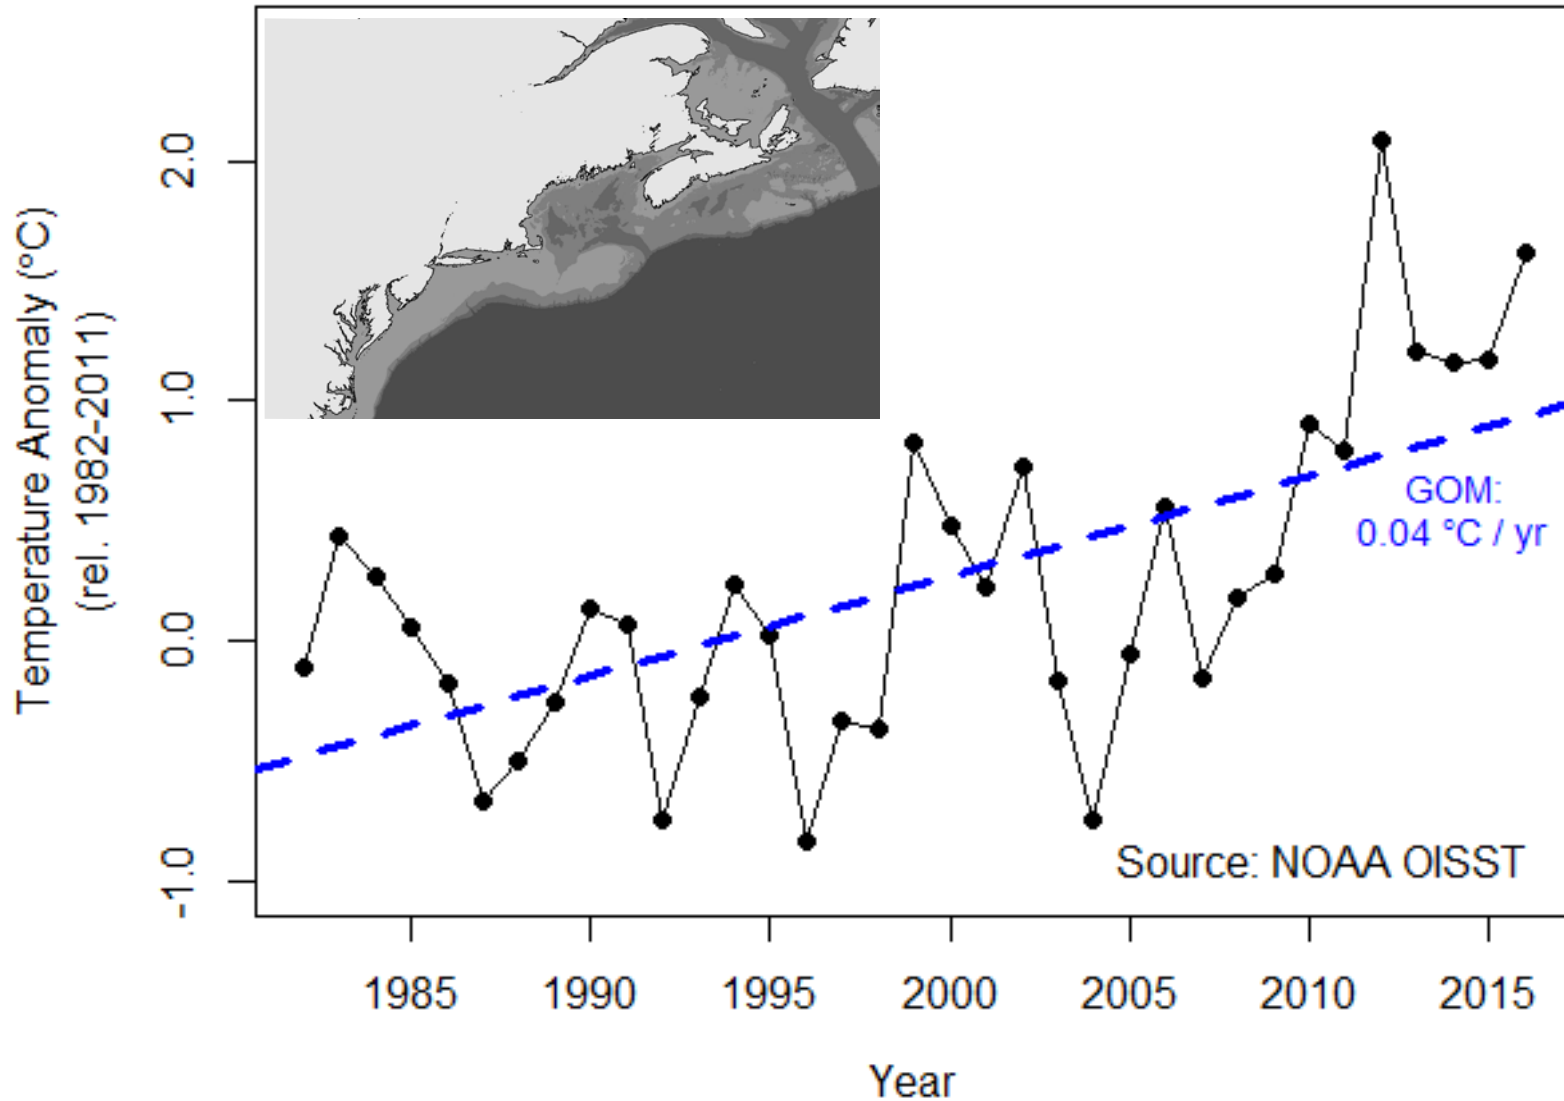 Temperature Anomaly (°C)
(rel. 1982-2011)
2.0
1.0
0.0
-1.0
GOM:
0.04 °C / yr
Source: NOAA OISST
1985 1990 1995 2000 2005 2010 2015
Year